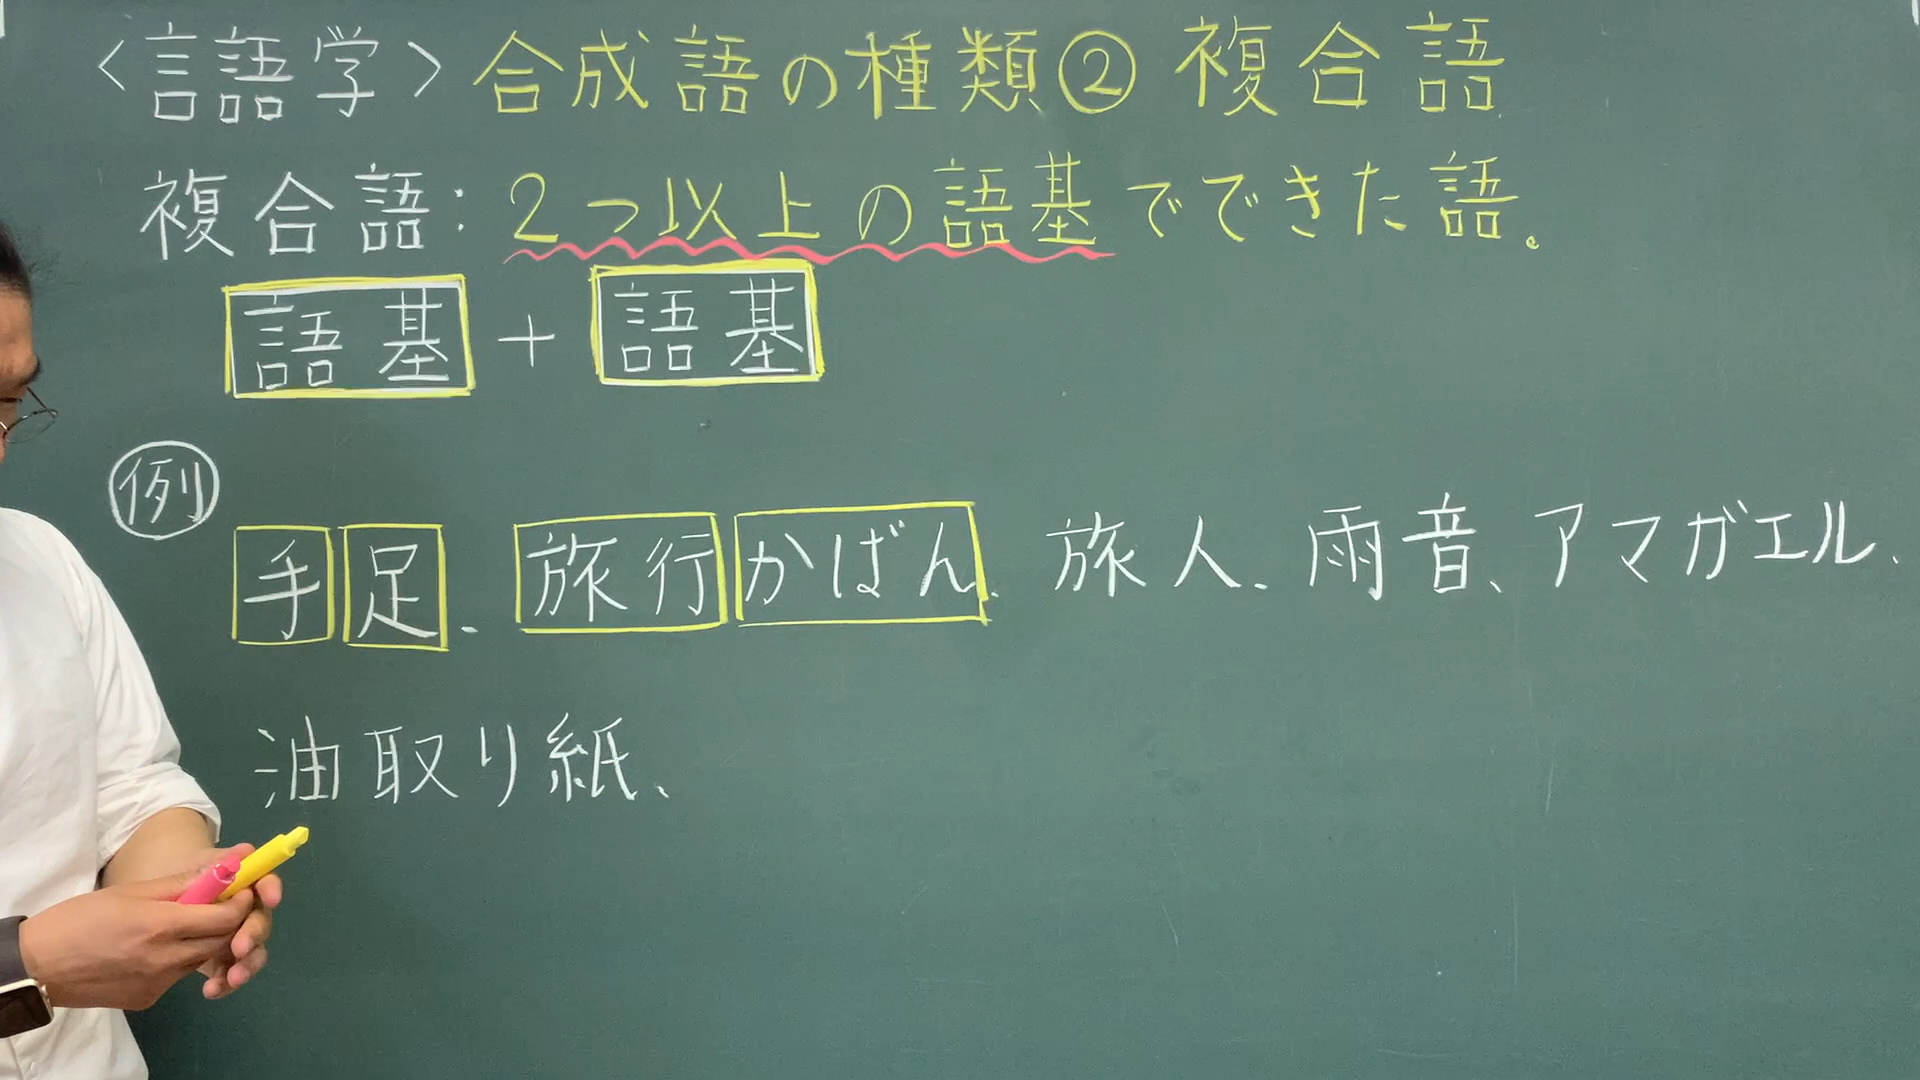 〈言語学〉合成語の種類② 複合語
複合語：2つ以上の語基でできた語。
語基＋語基
例
手足、旅行かばん、旅人、雨音、アマガエル、
油取り紙、